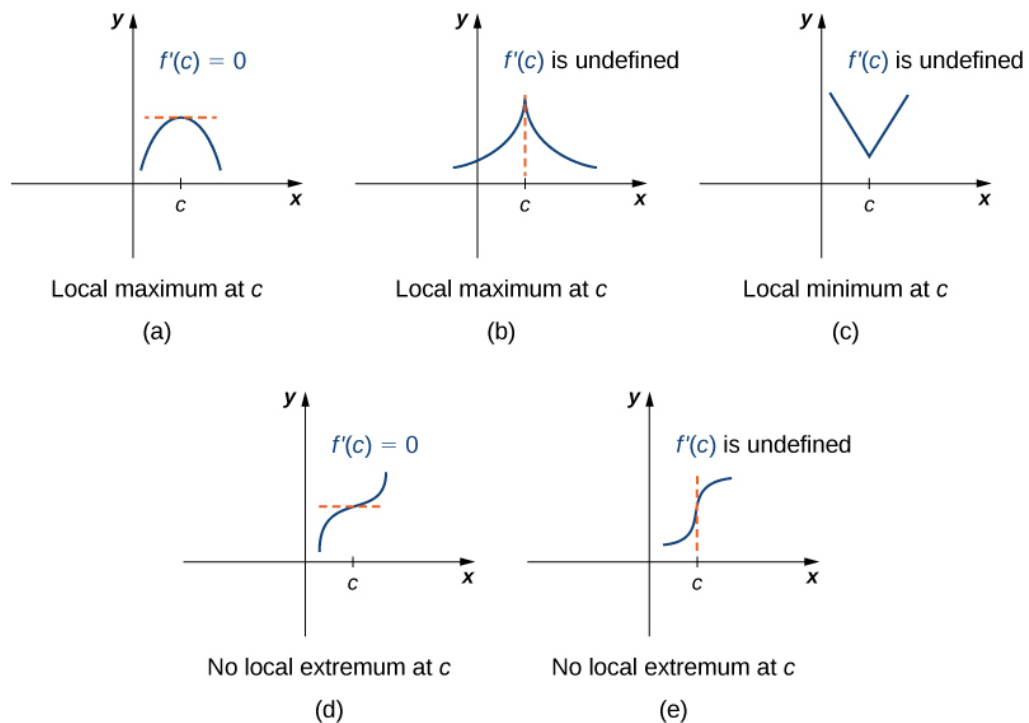 y
f'(c) = 0
c
x
Local maximum at c
(a)
y
f'(c) is undefined
c
x
Local maximum at c
(b)
y
f'(c) is undefined
c
x
Local minimum at c
(c)
y
f'(c) = 0
c
x
No local extremum at c
(d)
y
f'(c) is undefined
c
x
No local extremum at c
(e)